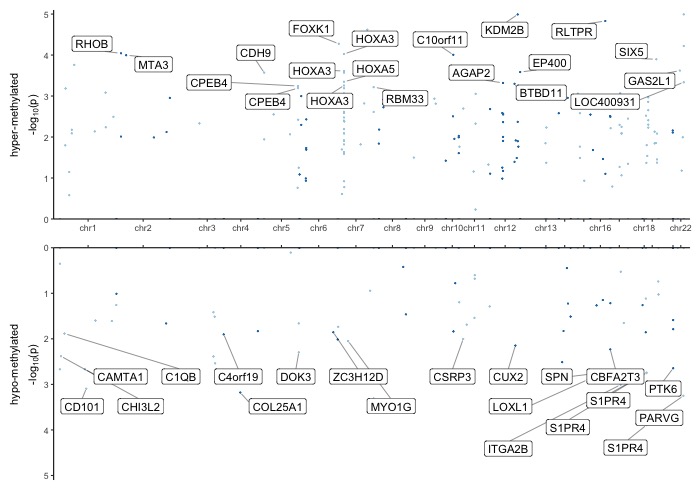 5
4
3
2
1
0
hyper-methylated
-log₁₀(p)
RHOB
MTA3
CDH9
CPEB4
CPEB4
FOXK1
HOXA3
HOXA3
HOXA5
HOXA3
RBM33
C10orf11
AGAP2
KDM2B
EP400
BTBD11
RLTPR
SIX5
GAS2L1
LOC400931
chr1
chr2
chr3
chr4
chr5
chr6
chr7
chr8
chr9
chr10
chr11
chr12
chr13
chr16
chr18
chr22
0
1
2
3
4
5
hypo-methylated
-log₁₀(p)
CAMTA1
C1QB
CD101
CHI3L2
C4orf19
COL25A1
DOK3
ZC3H12D
MYO1G
CSRP3
CUX2
SPN
CBFA2T3
LOXL1
S1PR4
PTK6
S1PR4
PARVG
ITGA2B
S1PR4